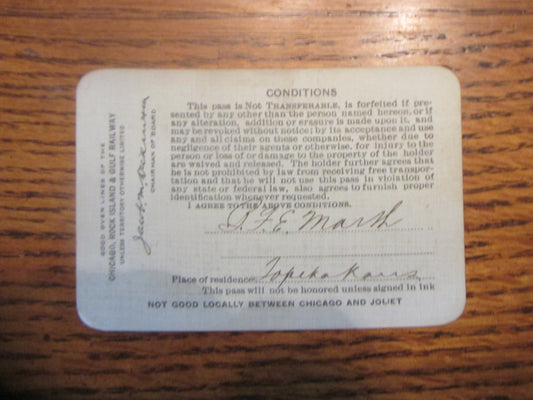 CONDITIONS
This pass is NOT TRANSFERABLE, is forfeited if pre-
sented by any other than the person named hereon, or if
any alteration, addition or erasure is made upon it, and
may be revoked without notice: by its acceptance and use
any and all claims on these companies, whether due to
negligence of their agents or otherwise, for injury to the
person or loss of or damage to the property of the holder
are waived and released. The holder further agrees that
he is not prohibited by law from receiving free transpor-
tation and that he will not use this pass in violation of
any state or federal law, also agrees to furnish proper
identification whenever requested.
I AGREE TO THE ABOVE CONDITIONS.
F.E. Marsh
Place of residence Topeka Kans
This pass will not be honored unless signed in ink
NOT GOOD LOCALLY BETWEEN CHICAGO AND JOLIET
GOOD OVER LINES OF THE
CHICAGO, ROCK ISLAND & GULF RAILWAY
UNLESS TERRITORY OTHERWISE LIMITED
Jacob M. Dickinson
CHAIRMAN OF BOARD